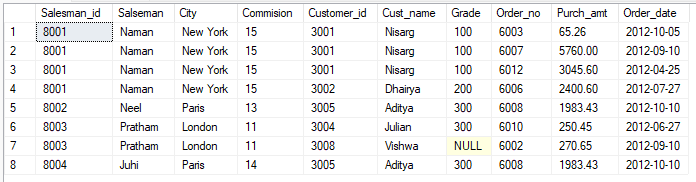 Salesman_id Salseman City Commision Customer_id Cust_name Grade Order_no Purch_amt Order_date
1 8001 Naman New York 15 3001 Nisarg 100 6003 65.26 2012-10-05
2 8001 Naman New York 15 3001 Nisarg 100 6007 5760.00 2012-09-10
3 8001 Naman New York 15 3001 Nisarg 100 6012 3045.60 2012-04-25
4 8001 Naman New York 15 3002 Dhairya 200 6006 2400.60 2012-07-27
5 8002 Neel Paris 13 3005 Aditya 300 6008 1983.43 2012-10-10
6 8003 Pratham London 11 3004 Julian 300 6010 250.45 2012-06-27
7 8003 Pratham London 11 3008 Vishwa NULL 6002 270.65 2012-09-10
8 8004 Juhi Paris 14 3005 Aditya 300 6008 1983.43 2012-10-10